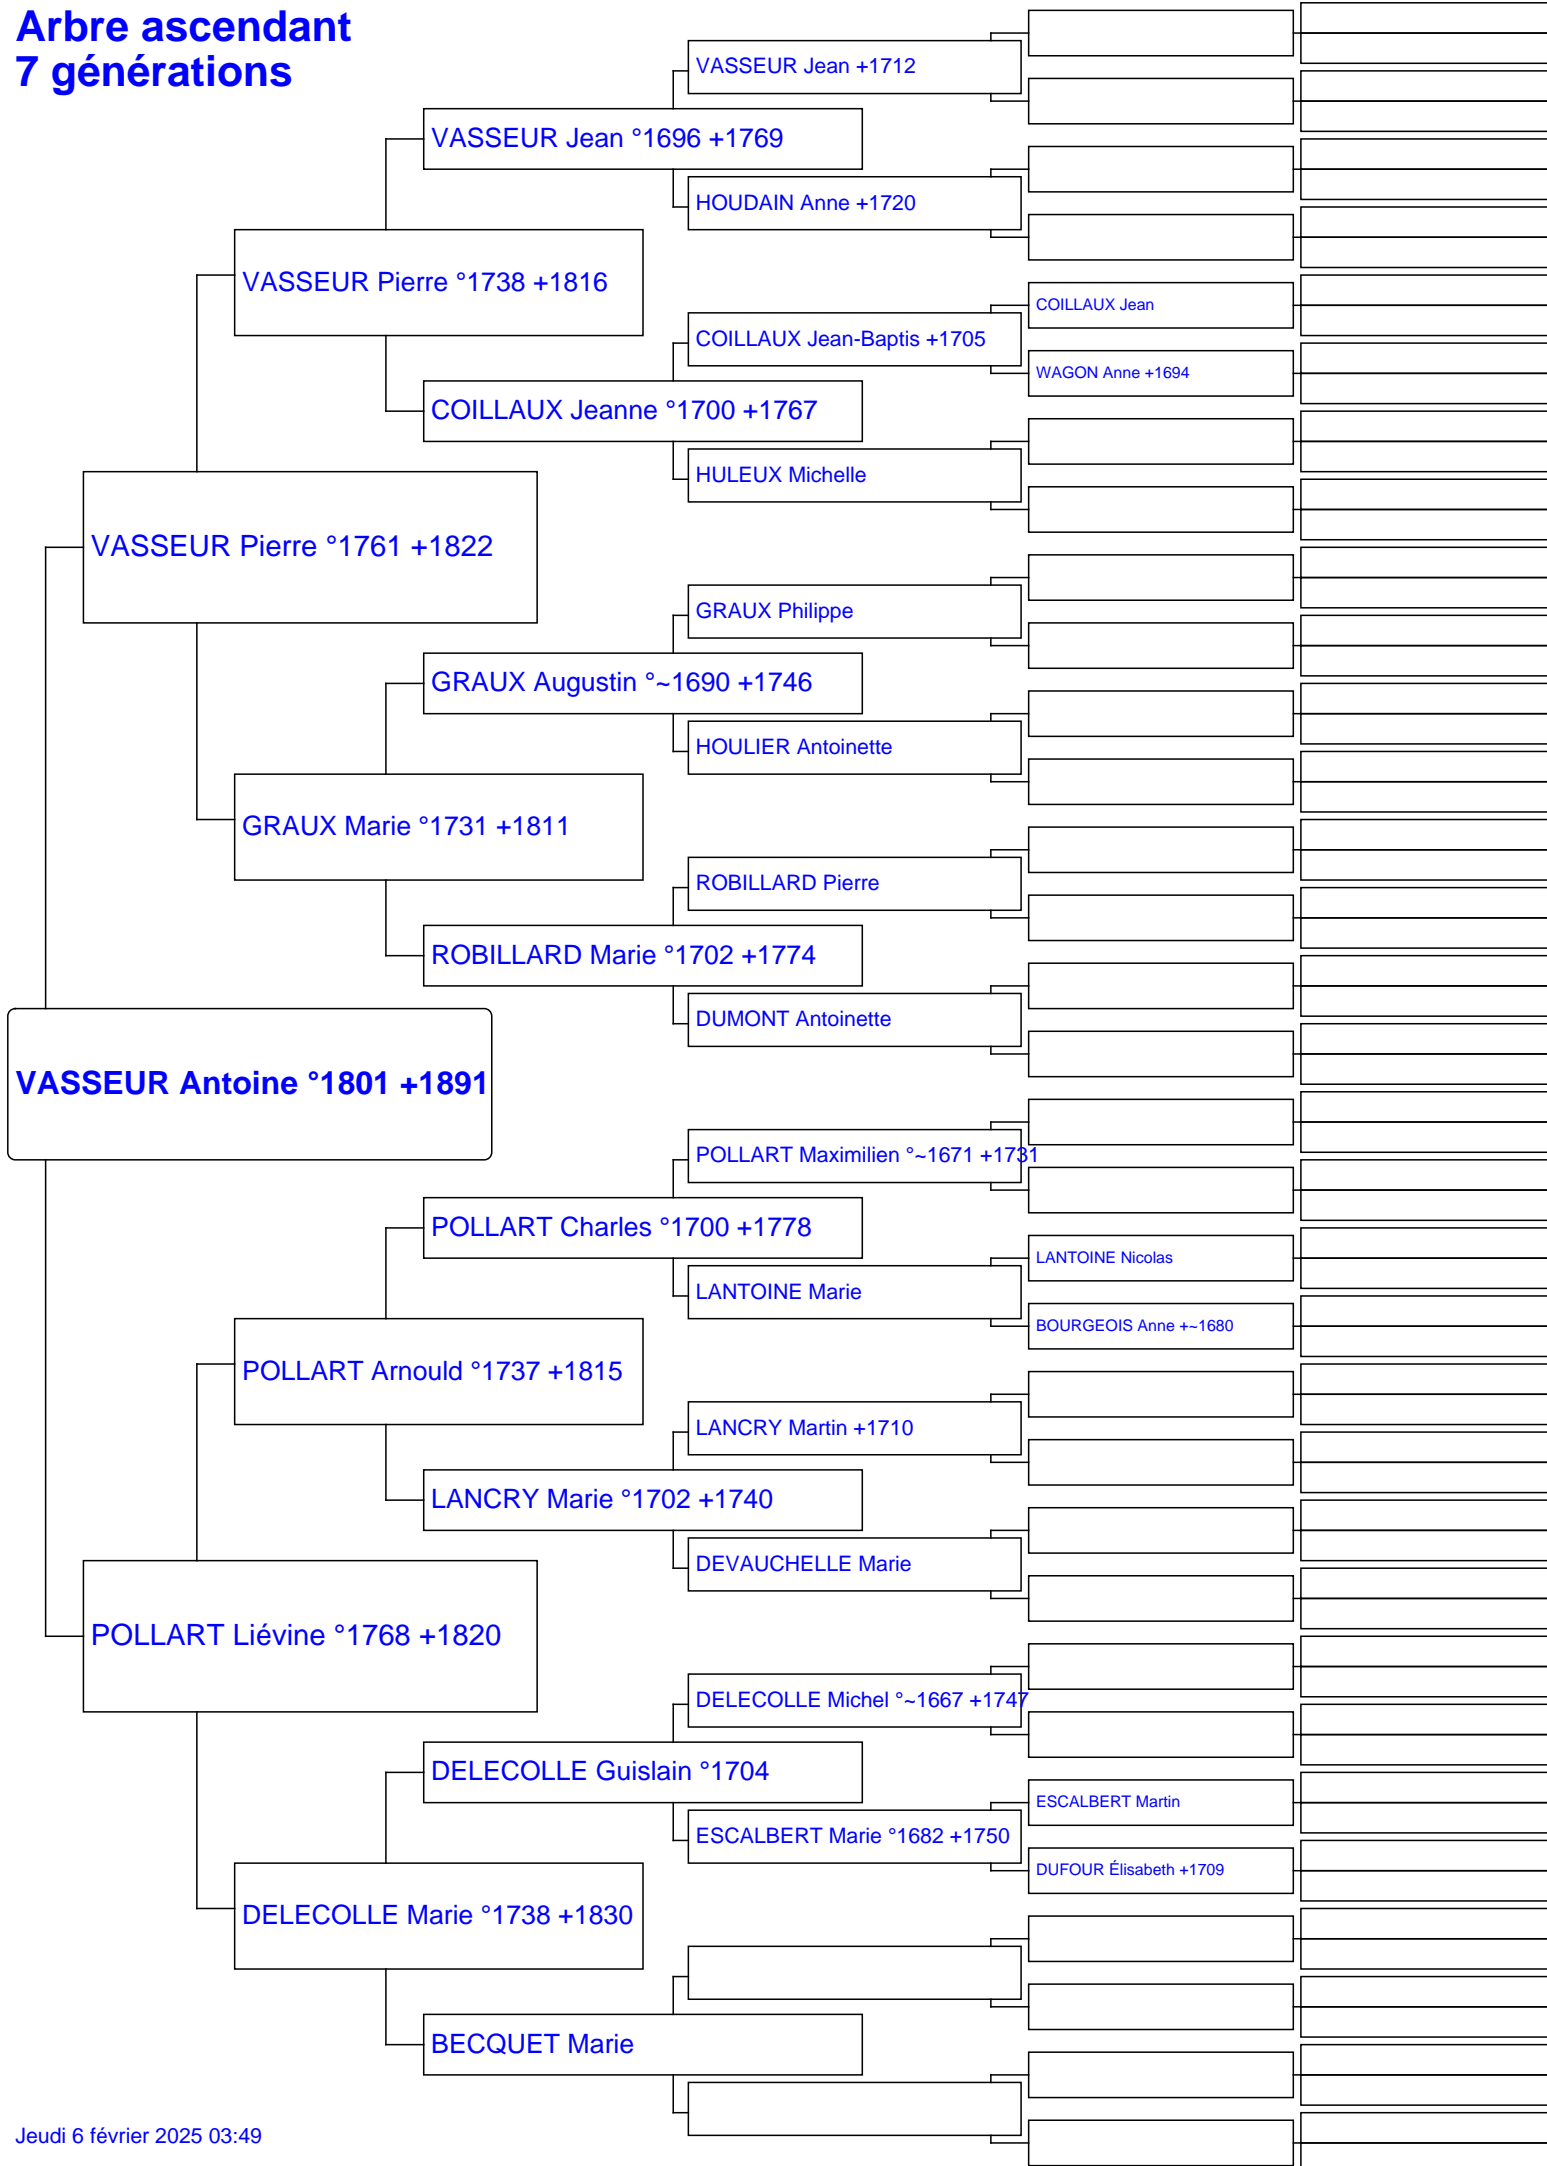 Arbre ascendant
7 générations
VASSEUR Jean +1712
VASSEUR Jean °1696 +1769
HOUDAIN Anne +1720
VASSEUR Pierre °1738 +1816
COILLAUX Jean
COILLAUX Jean-Baptis +1705
WAGON Anne +1694
COILLAUX Jeanne °1700 +1767
HULEUX Michelle
VASSEUR Pierre °1761 +1822
GRAUX Philippe
GRAUX Augustin °~1690 +1746
HOULIER Antoinette
GRAUX Marie °1731 +1811
ROBILLARD Pierre
ROBILLARD Marie °1702 +1774
DUMONT Antoinette
VASSEUR Antoine °1801 +1891
POLLART Maximilien °~1671 +1731
POLLART Charles °1700 +1778
LANTOINE Nicolas
LANTOINE Marie
BOURGEOIS Anne +~1680
POLLART Arnould °1737 +1815
LANCRY Martin +1710
LANCRY Marie °1702 +1740
DEVAUCHELLE Marie
POLLART Liévine °1768 +1820
DELECOLLE Michel °~1667 +1747
DELECOLLE Guislain °1704
ESCALBERT Martin
ESCALBERT Marie °1682 +1750
DUFOUR Élisabeth +1709
DELECOLLE Marie °1738 +1830
BECQUET Marie
Jeudi 6 février 2025 03:49